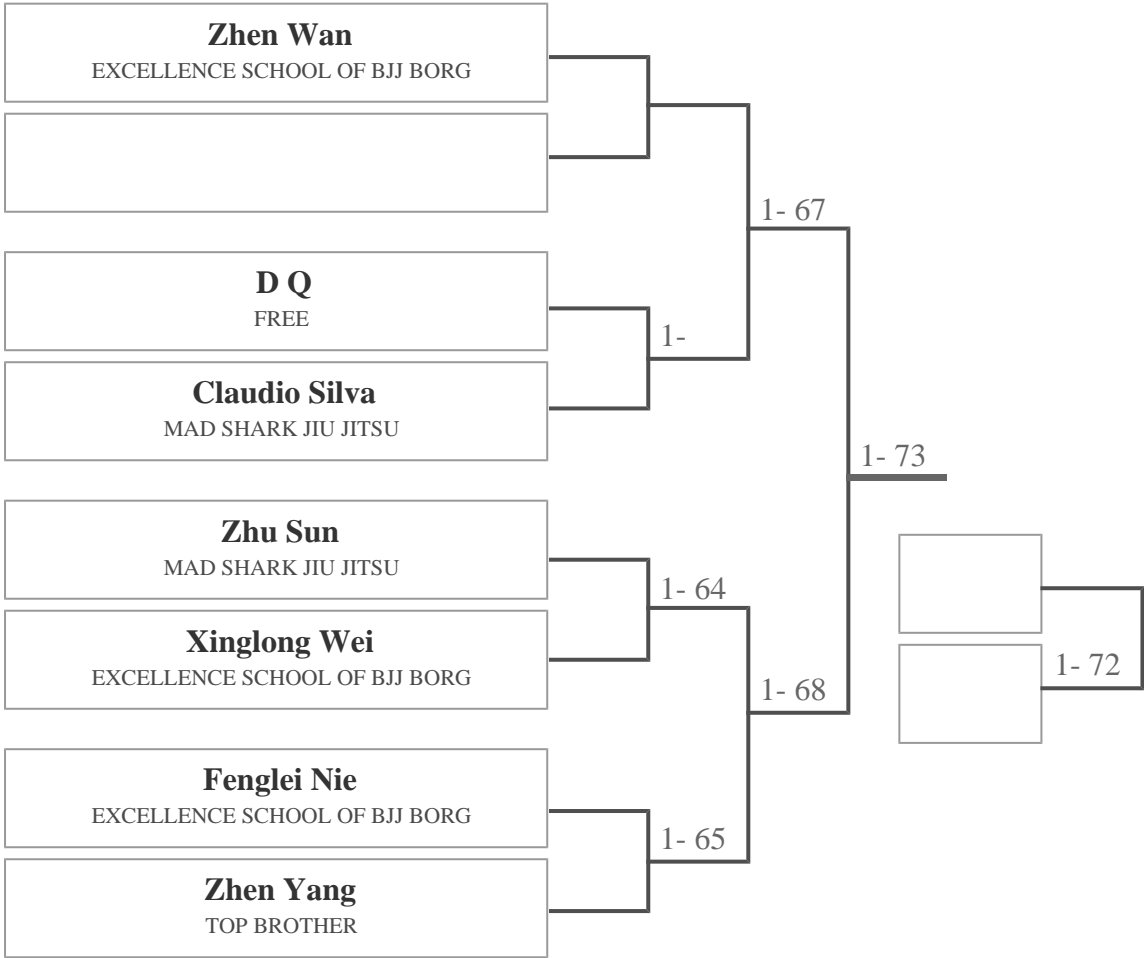 Zhen Wan
EXCELLENCE SCHOOL OF BJJ BORG
1- 67
D Q
FREE
1-
Claudio Silva
MAD SHARK JIU JITSU
1- 73
Zhu Sun
MAD SHARK JIU JITSU
1- 64
Xinglong Wei
EXCELLENCE SCHOOL OF BJJ BORG
1- 68
1- 72
Fenglei Nie
EXCELLENCE SCHOOL OF BJJ BORG
1- 65
Zhen Yang
TOP BROTHER